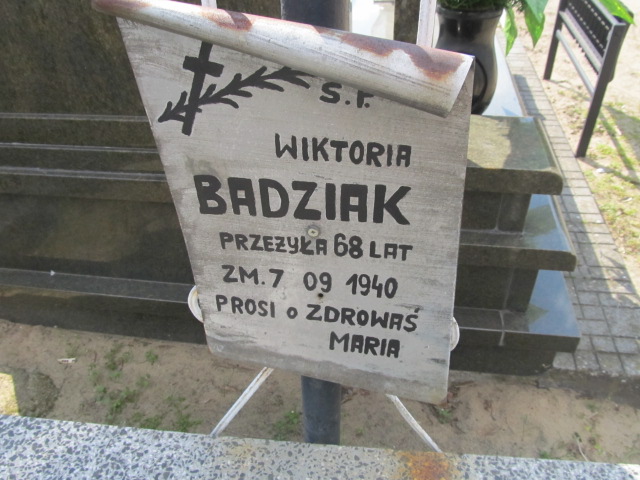 Ś.P.
WIKTORIA
BADZIAK
PRZEŻYŁA 68 LAT
ZM. 7 09 1940
PROSI o ZDROWAŚ
MARIA